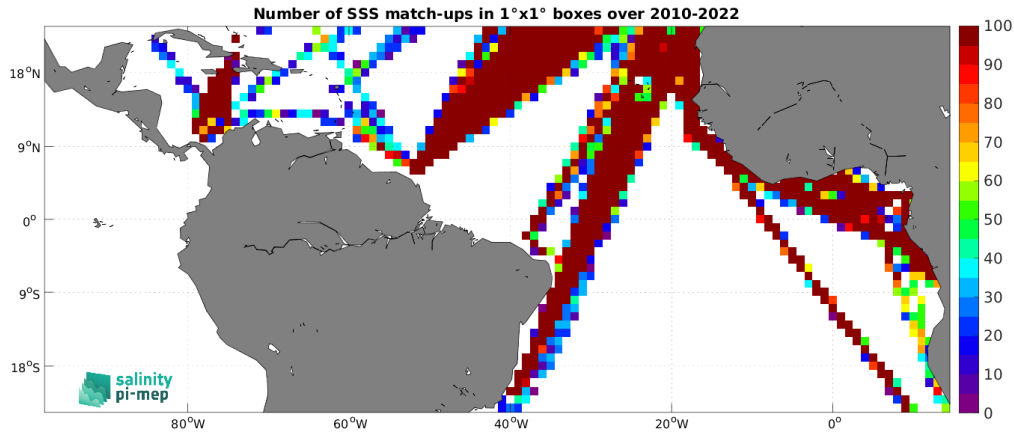 Number of SSS match-ups in 1°x1° boxes over 2010-2022
100
90
80
70
60
50
40
30
20
10
0
18°N
9°N
0°
9°S
18°S
80°W
60°W
40°W
20°W
0°
salinity
pi-mep